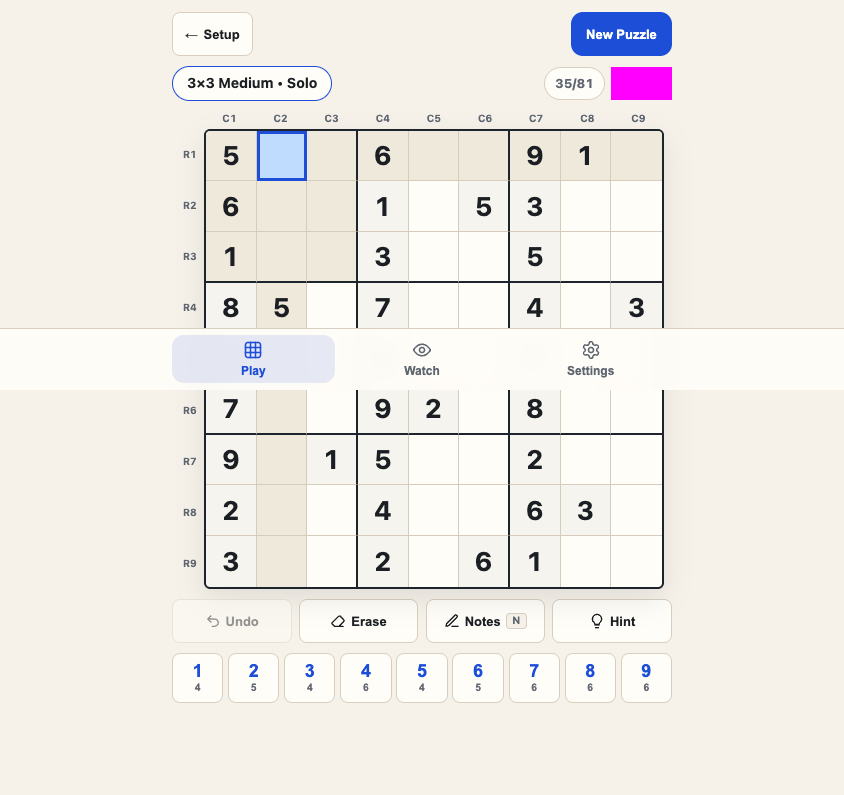 ← Setup New Puzzle
3×3 Medium • Solo 35/81
C1 C2 C3 C4 C5 C6 C7 C8 C9
R1 5 6 9 1
R2 6 1 5 3
R3 1 3 5
R4 8 5 7 4 3
Play Watch Settings
R6 7 9 2 8
R7 9 1 5 2
R8 2 4 6 3
R9 3 2 6 1
Undo Erase Notes N Hint
1 2 3 4 5 6 7 8 9
4 5 4 6 4 5 6 6 6